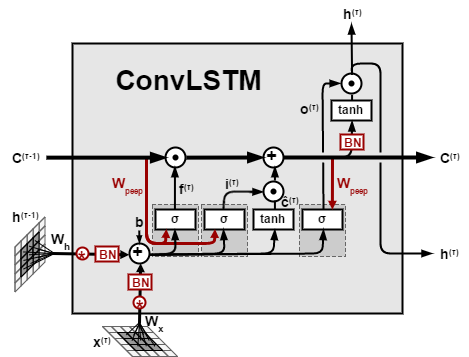 h(τ)
ConvLSTM
o(τ)
tanh
BN
C(τ-1)
C(τ)
Wpeep
f(τ)
i(τ)
Wpeep
ĉ(τ)
h(τ-1)
b
σ
σ
tanh
σ
Wh
*
BN
h(τ)
BN
*
Wx
x(τ)